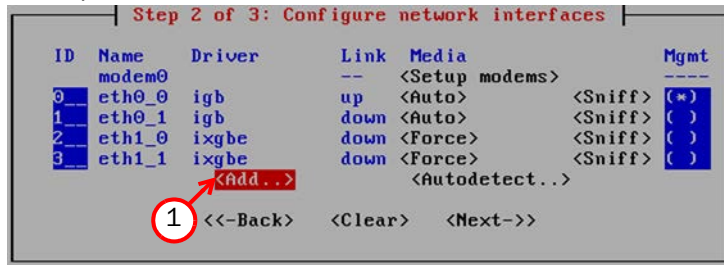 Step 2 of 3: Configure network interfaces
ID Name Driver Link Media Mgmt
modem0 -- <Setup modems> ----
0__ eth0_0 igb up <Auto> <Sniff> (*)
1__ eth0_1 igb down <Auto> <Sniff> ( )
2__ eth1_0 ixgbe down <Force> <Sniff> ( )
3__ eth1_1 ixgbe down <Force> <Sniff> ( )
<Add..> <Autodetect..>
1 <<-Back> <Clear> <Next->>